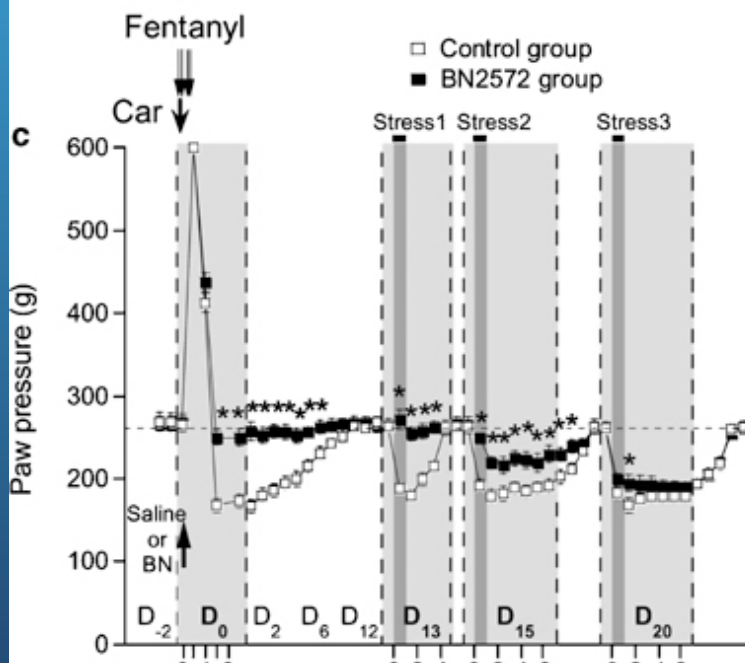 Fentanyl
Control group
BN2572 group
Car
c
Stress1 Stress2 Stress3
600
500
400
300
200
100
0
Paw pressure (g)
* * **** * ** * * * * * * * * * * * * * *
Saline
or
BN
D-2 D0 D2 D6 D12 D13 D15 D20